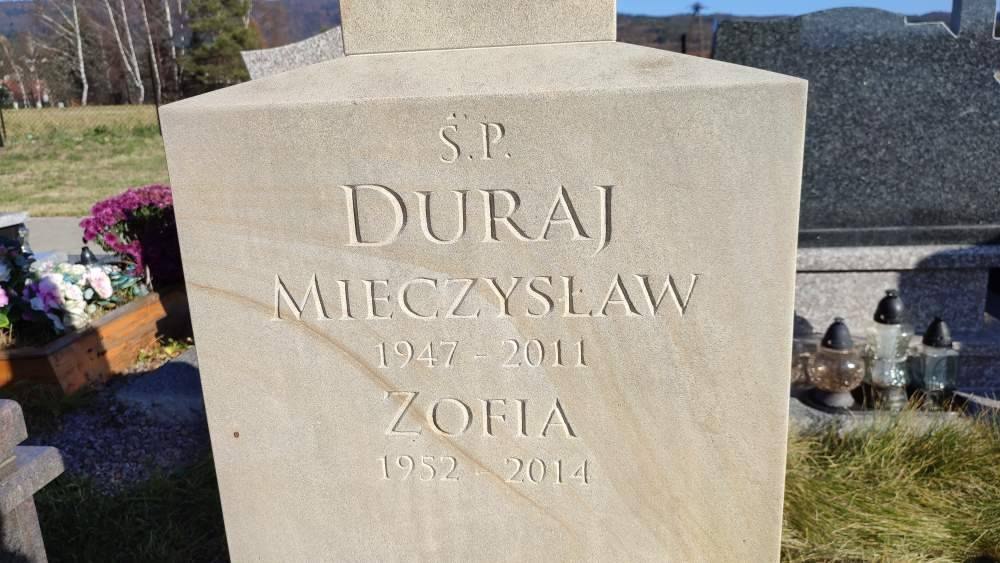 Ś.P.
DURAJ
MIECZYSŁAW
1947 - 2011
ZOFIA
1952 - 2014